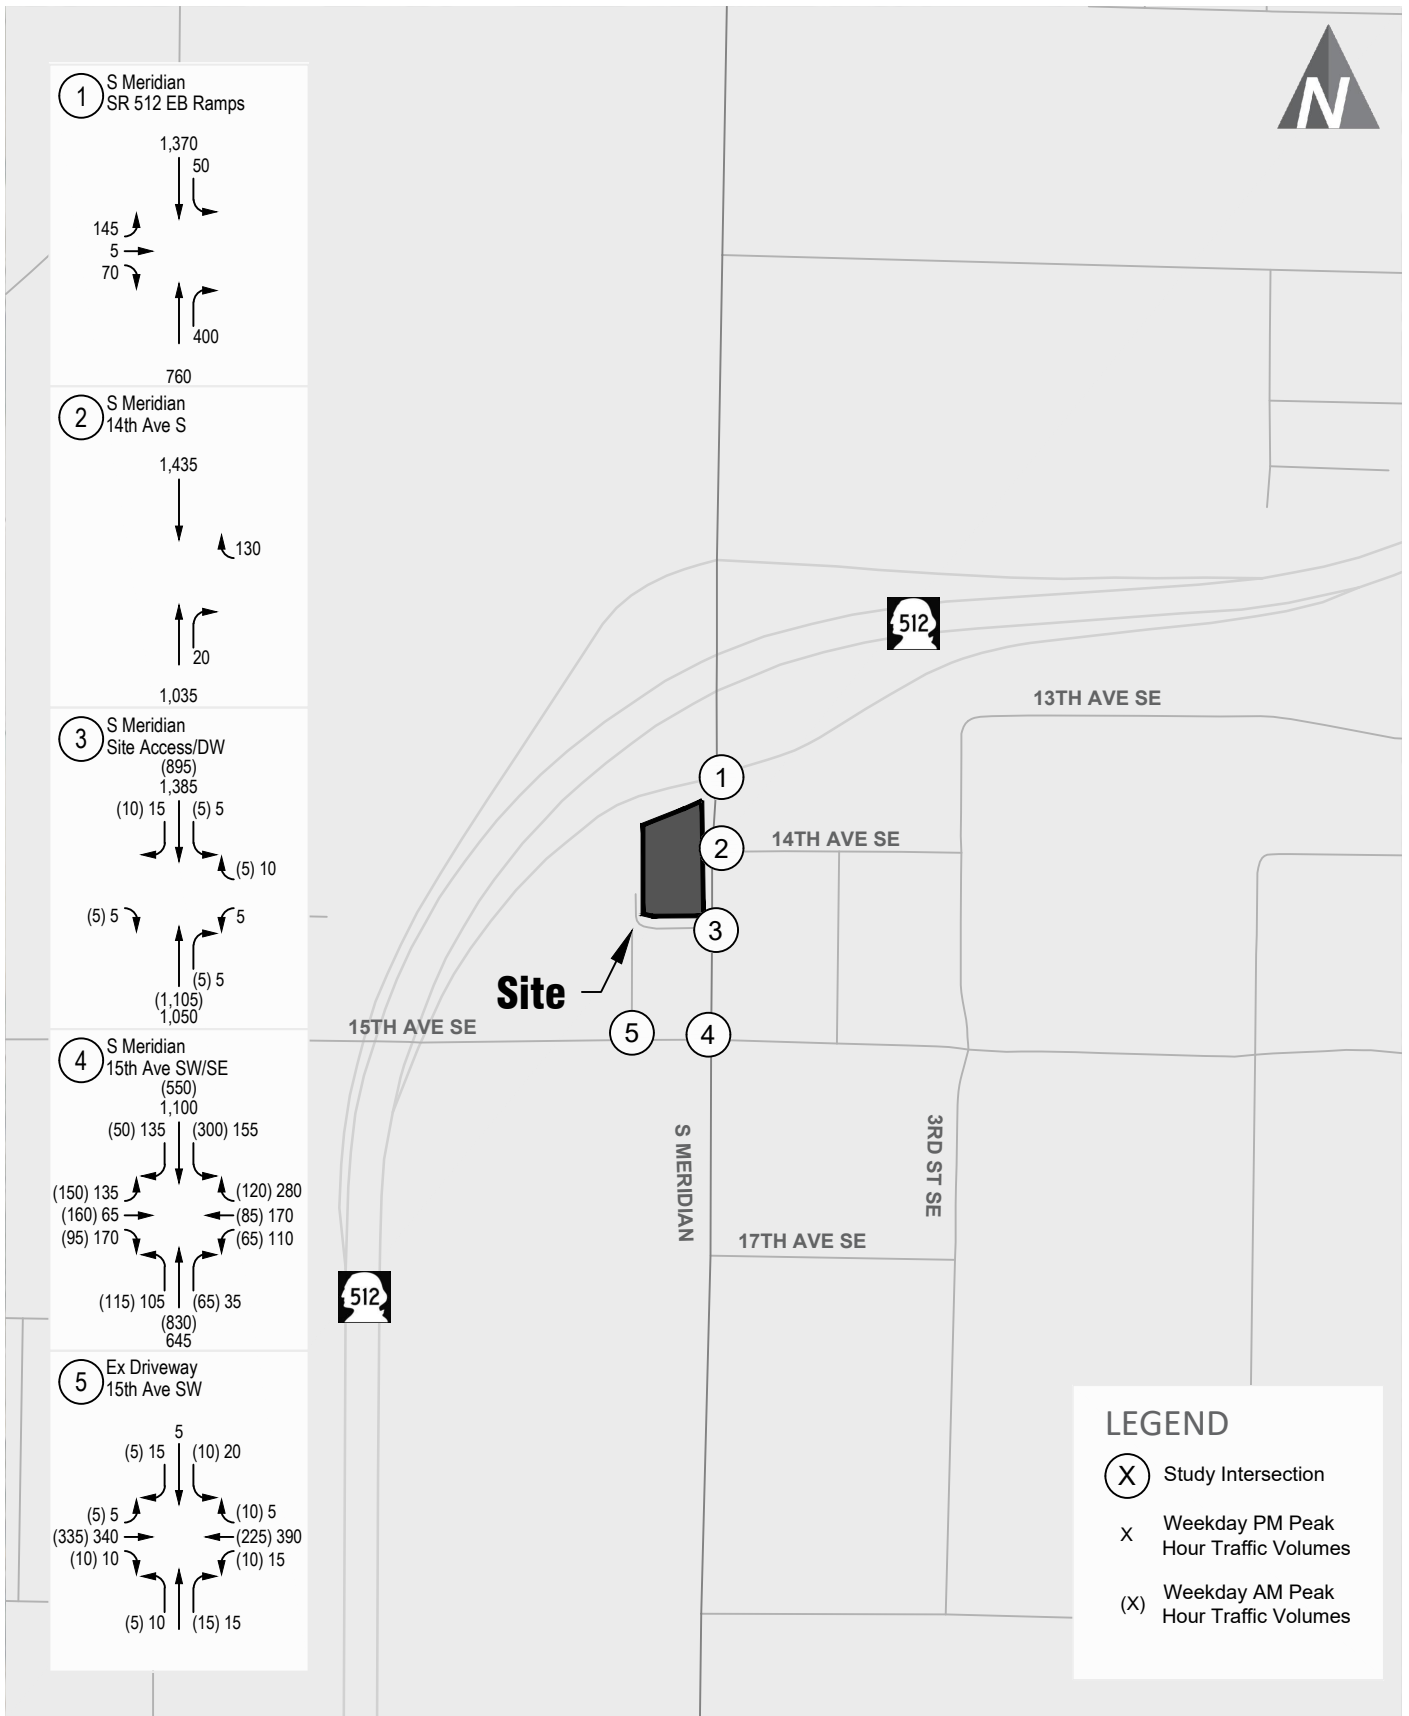 1
S Meridian
SR 512 EB Ramps
1,370
50
145
5
70
400
760
2
S Meridian
14th Ave S
1,435
130
20
1,035
3
S Meridian
Site Access/DW
(895)
1,385
(10) 15
(5) 5
(5) 10
(5) 5
5
(5) 5
(1,105)
1,050
4
S Meridian
15th Ave SW/SE
(550)
1,100
(50) 135
(300) 155
(150) 135
(120) 280
(160) 65
(85) 170
(95) 170
(65) 110
(115) 105
(65) 35
(830)
645
5
Ex Driveway
15th Ave SW
5
(5) 15
(10) 20
(5) 5
(10) 5
(335) 340
(225) 390
(10) 10
(10) 15
(5) 10
(15) 15
N
512
13TH AVE SE
1
14TH AVE SE
2
3
Site
15TH AVE SE
5
4
S MERIDIAN
3RD ST SE
17TH AVE SE
512
LEGEND
X Study Intersection
X Weekday PM Peak
Hour Traffic Volumes
(X) Weekday AM Peak
Hour Traffic Volumes